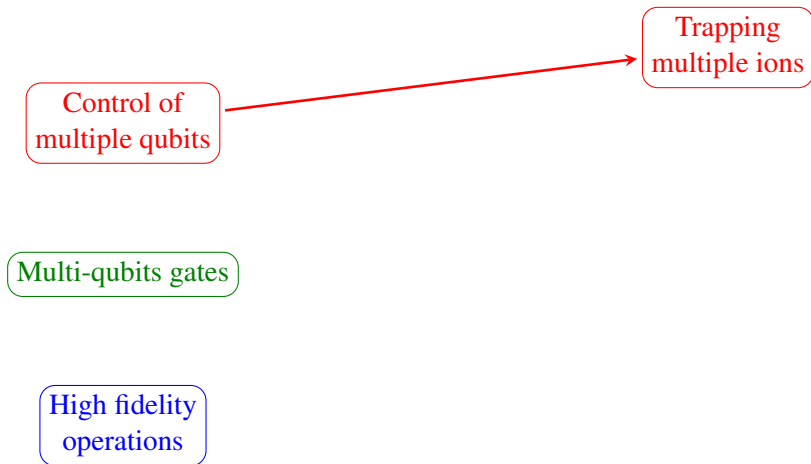 Trapping
multiple ions
Control of
multiple qubits
Multi-qubits gates
High fidelity
operations